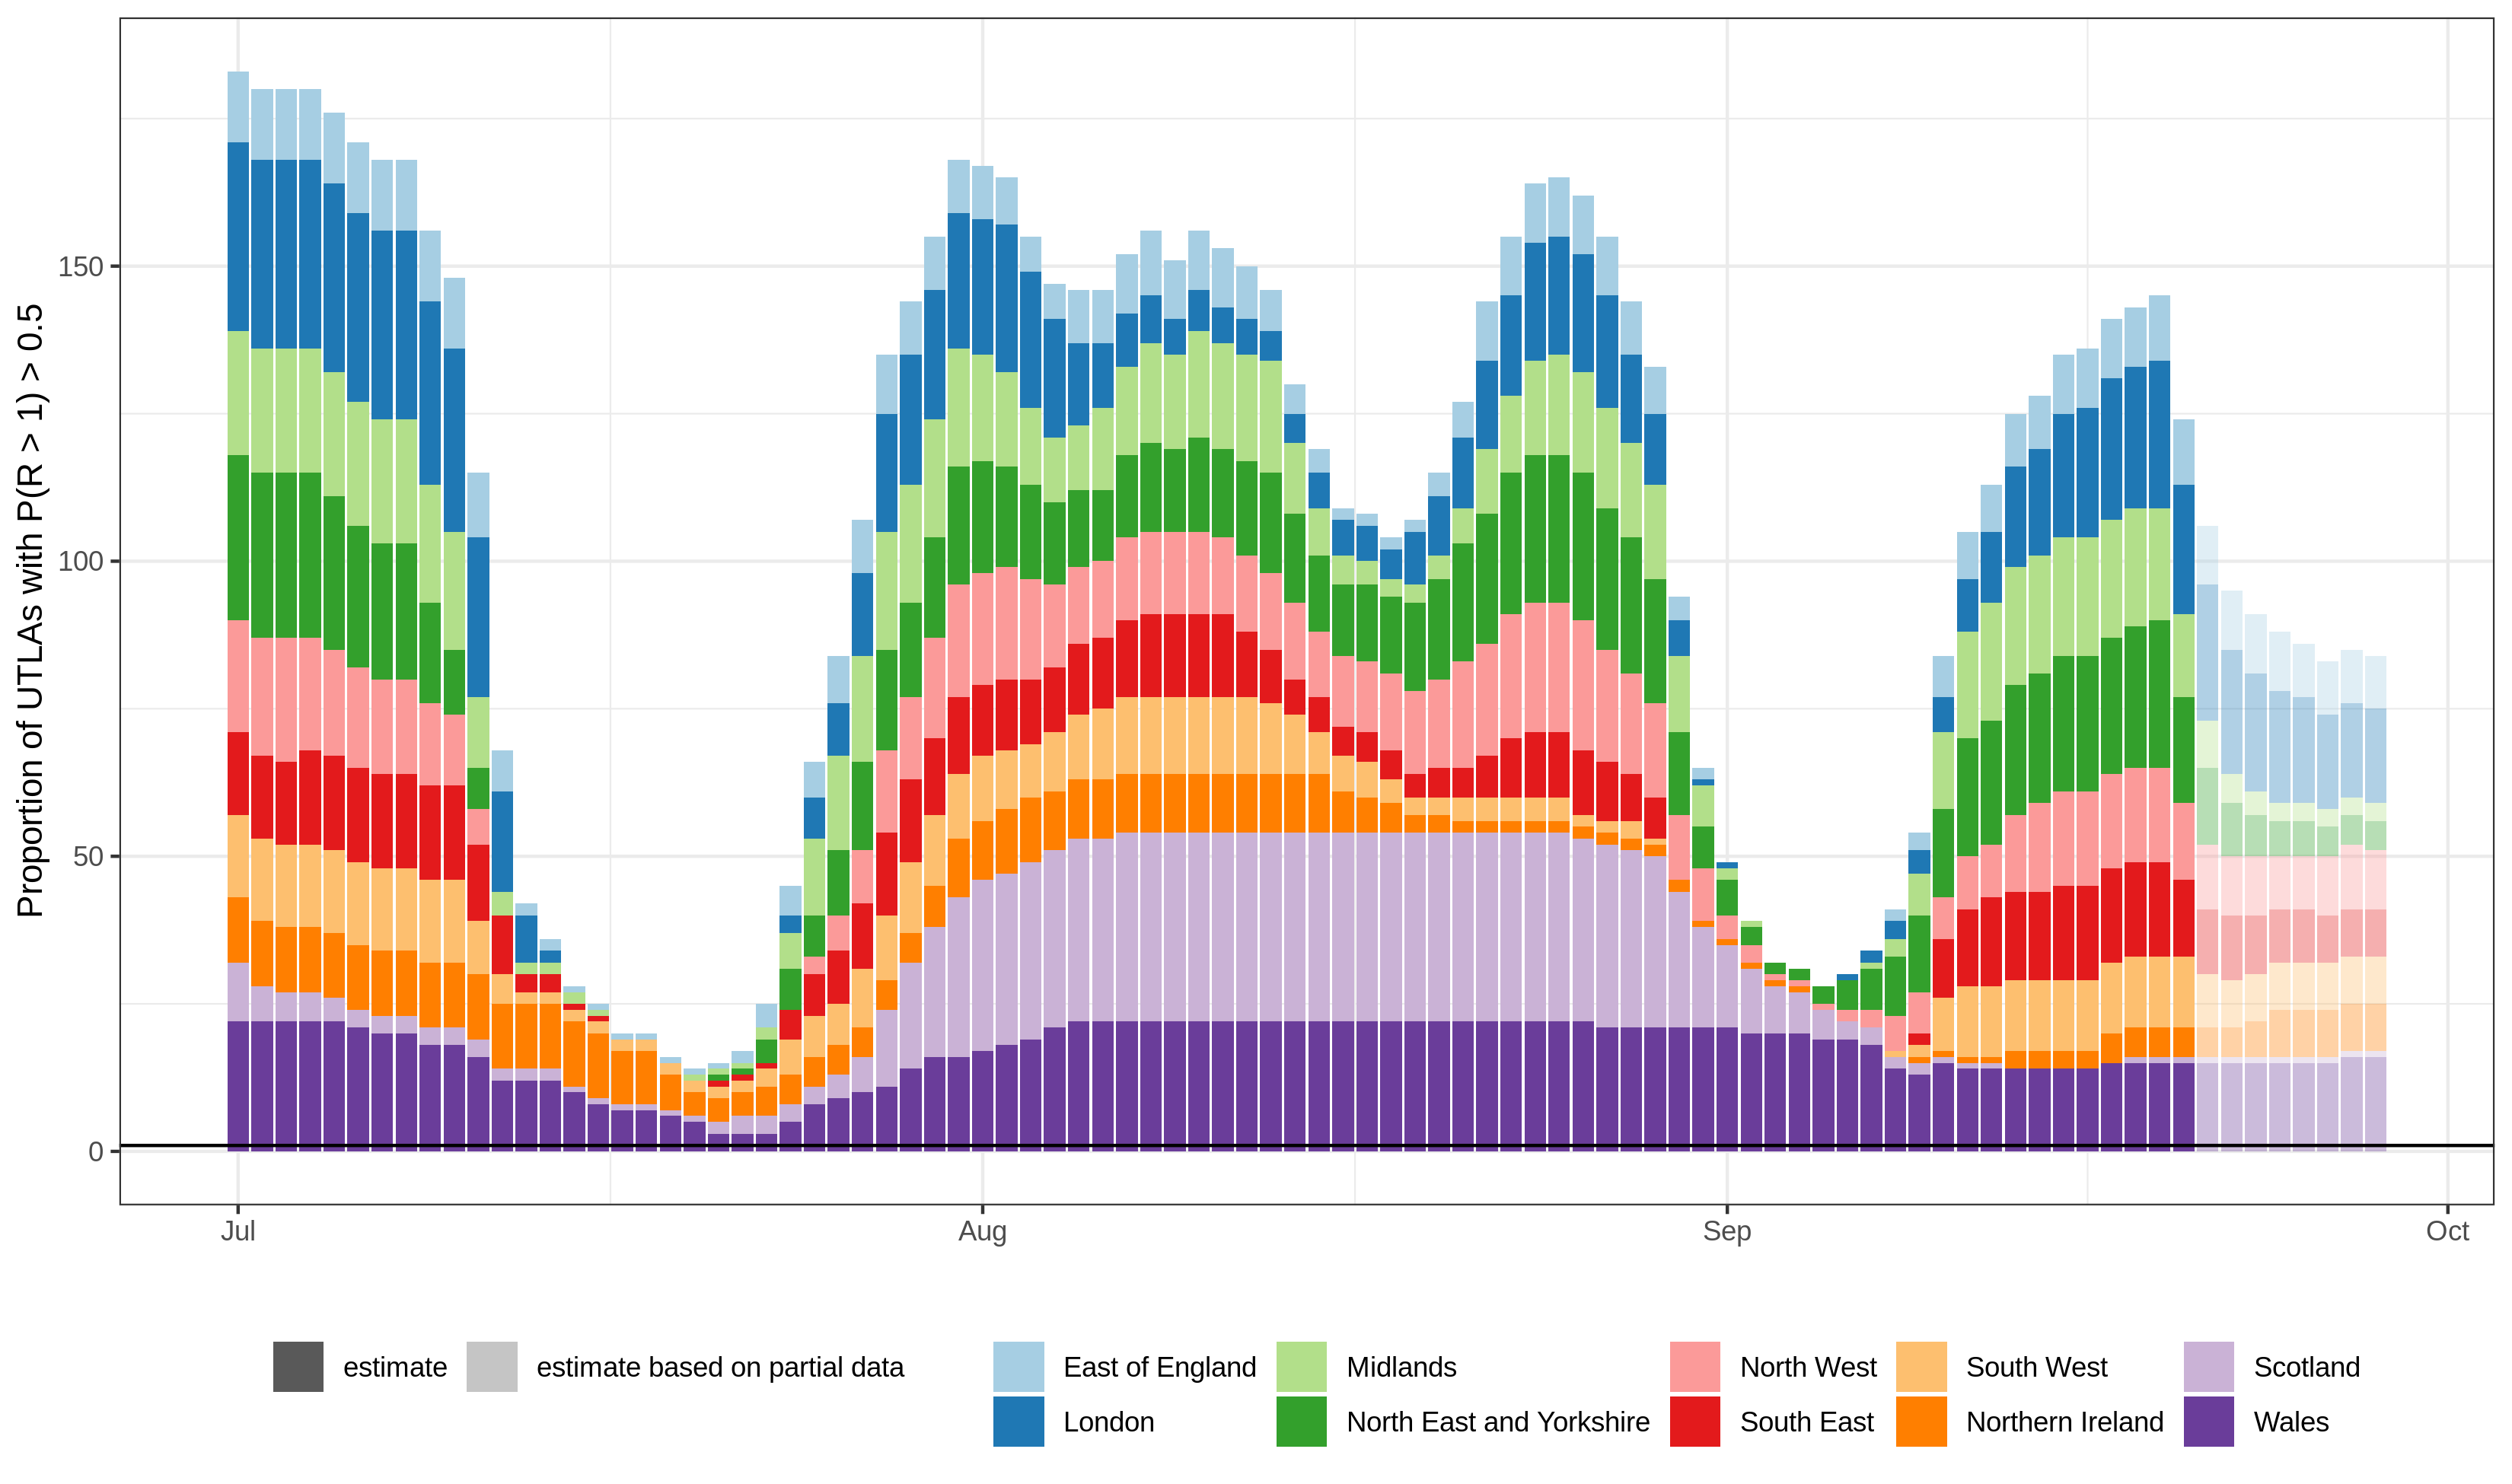 Proportion of UTLAs with P(R > 1) > 0.5
150
100
50
0
Jul Aug Sep Oct
estimate estimate based on partial data East of England Midlands North West South West Scotland
London North East and Yorkshire South East Northern Ireland Wales